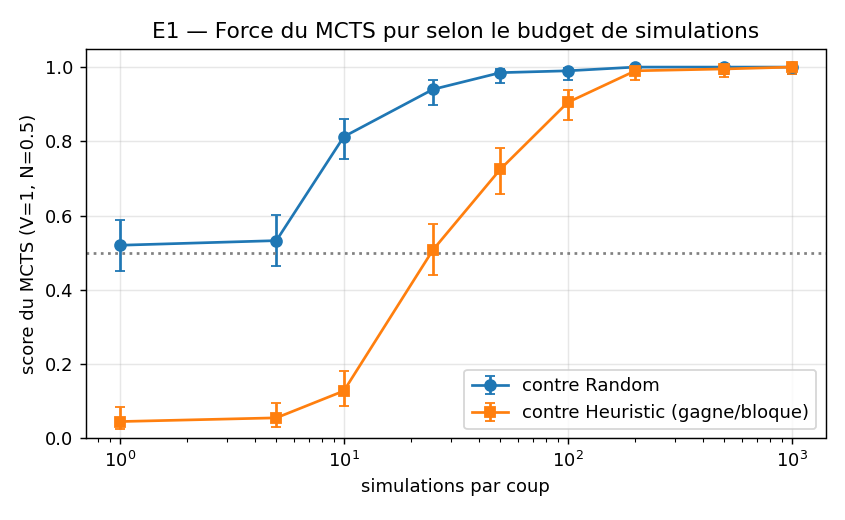 E1 — Force du MCTS pur selon le budget de simulations
score du MCTS (V=1, N=0.5)
1.0
0.8
0.6
0.4
0.2
0.0
contre Random
contre Heuristic (gagne/bloque)
10⁰ 10¹ 10² 10³
simulations par coup